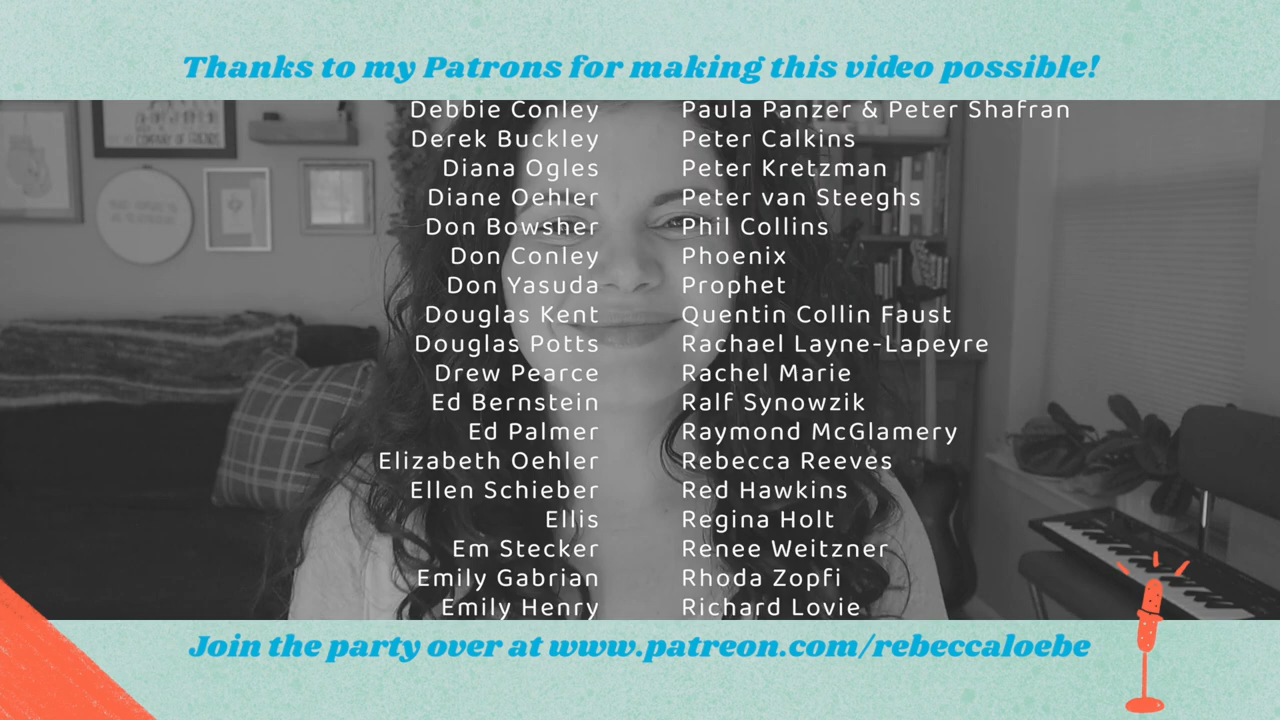 Thanks to my Patrons for making this video possible!
Debbie Conley
Derek Buckley
Diana Ogles
Diane Oehler
Don Bowsher
Don Conley
Don Yasuda
Douglas Kent
Douglas Potts
Drew Pearce
Ed Bernstein
Ed Palmer
Elizabeth Oehler
Ellen Schieber
Ellis
Em Stecker
Emily Gabrian
Emily Henry
Paula Panzer & Peter Shafran
Peter Calkins
Peter Kretzman
Peter van Steeghs
Phil Collins
Phoenix
Prophet
Quentin Collin Faust
Rachael Layne-Lapeyre
Rachel Marie
Ralf Synowzik
Raymond McGlamery
Rebecca Reeves
Red Hawkins
Regina Holt
Renee Weitzner
Rhoda Zopfi
Richard Lovie
Join the party over at www.patreon.com/rebeccaloebe